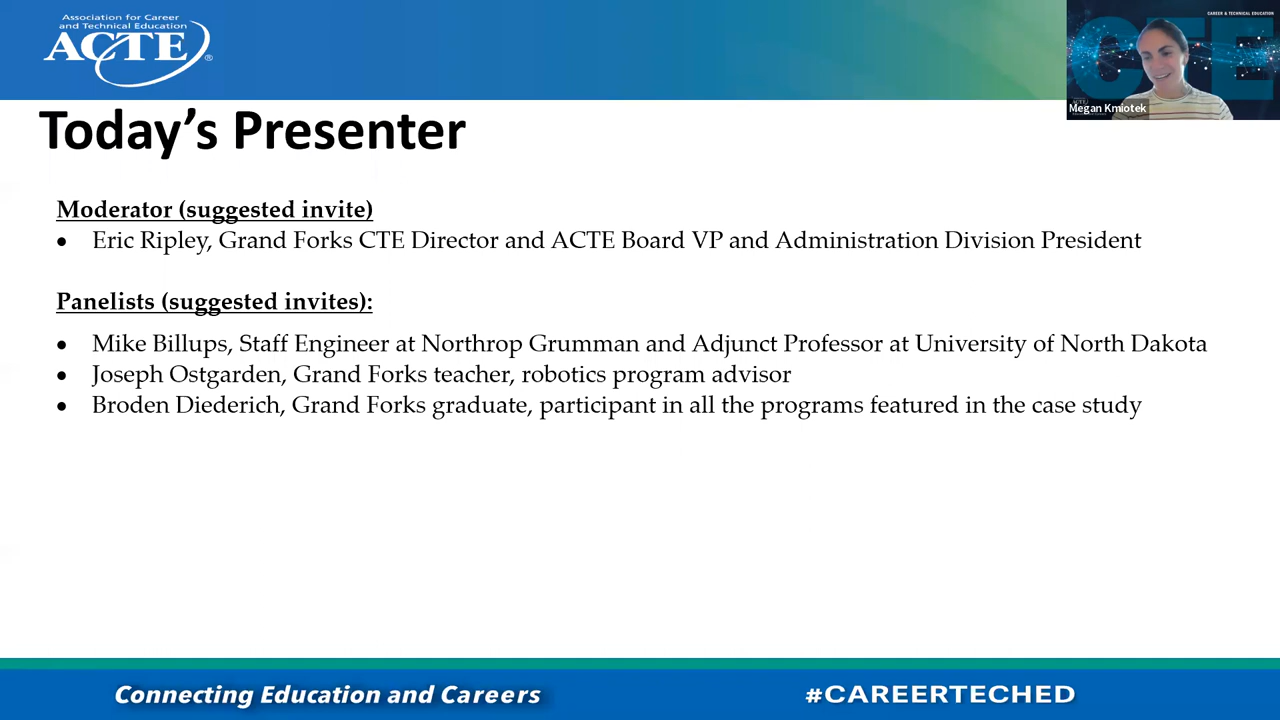 Association for Career
and Technical Education
ACTE®
CAREER & TECHNICAL EDUCATION
CTE
Megan Kmiotek
Today's Presenter
Moderator (suggested invite)
• Eric Ripley, Grand Forks CTE Director and ACTE Board VP and Administration Division President
Panelists (suggested invites):
• Mike Billups, Staff Engineer at Northrop Grumman and Adjunct Professor at University of North Dakota
• Joseph Ostgarden, Grand Forks teacher, robotics program advisor
• Broden Diederich, Grand Forks graduate, participant in all the programs featured in the case study
Connecting Education and Careers
#CAREERTECHED